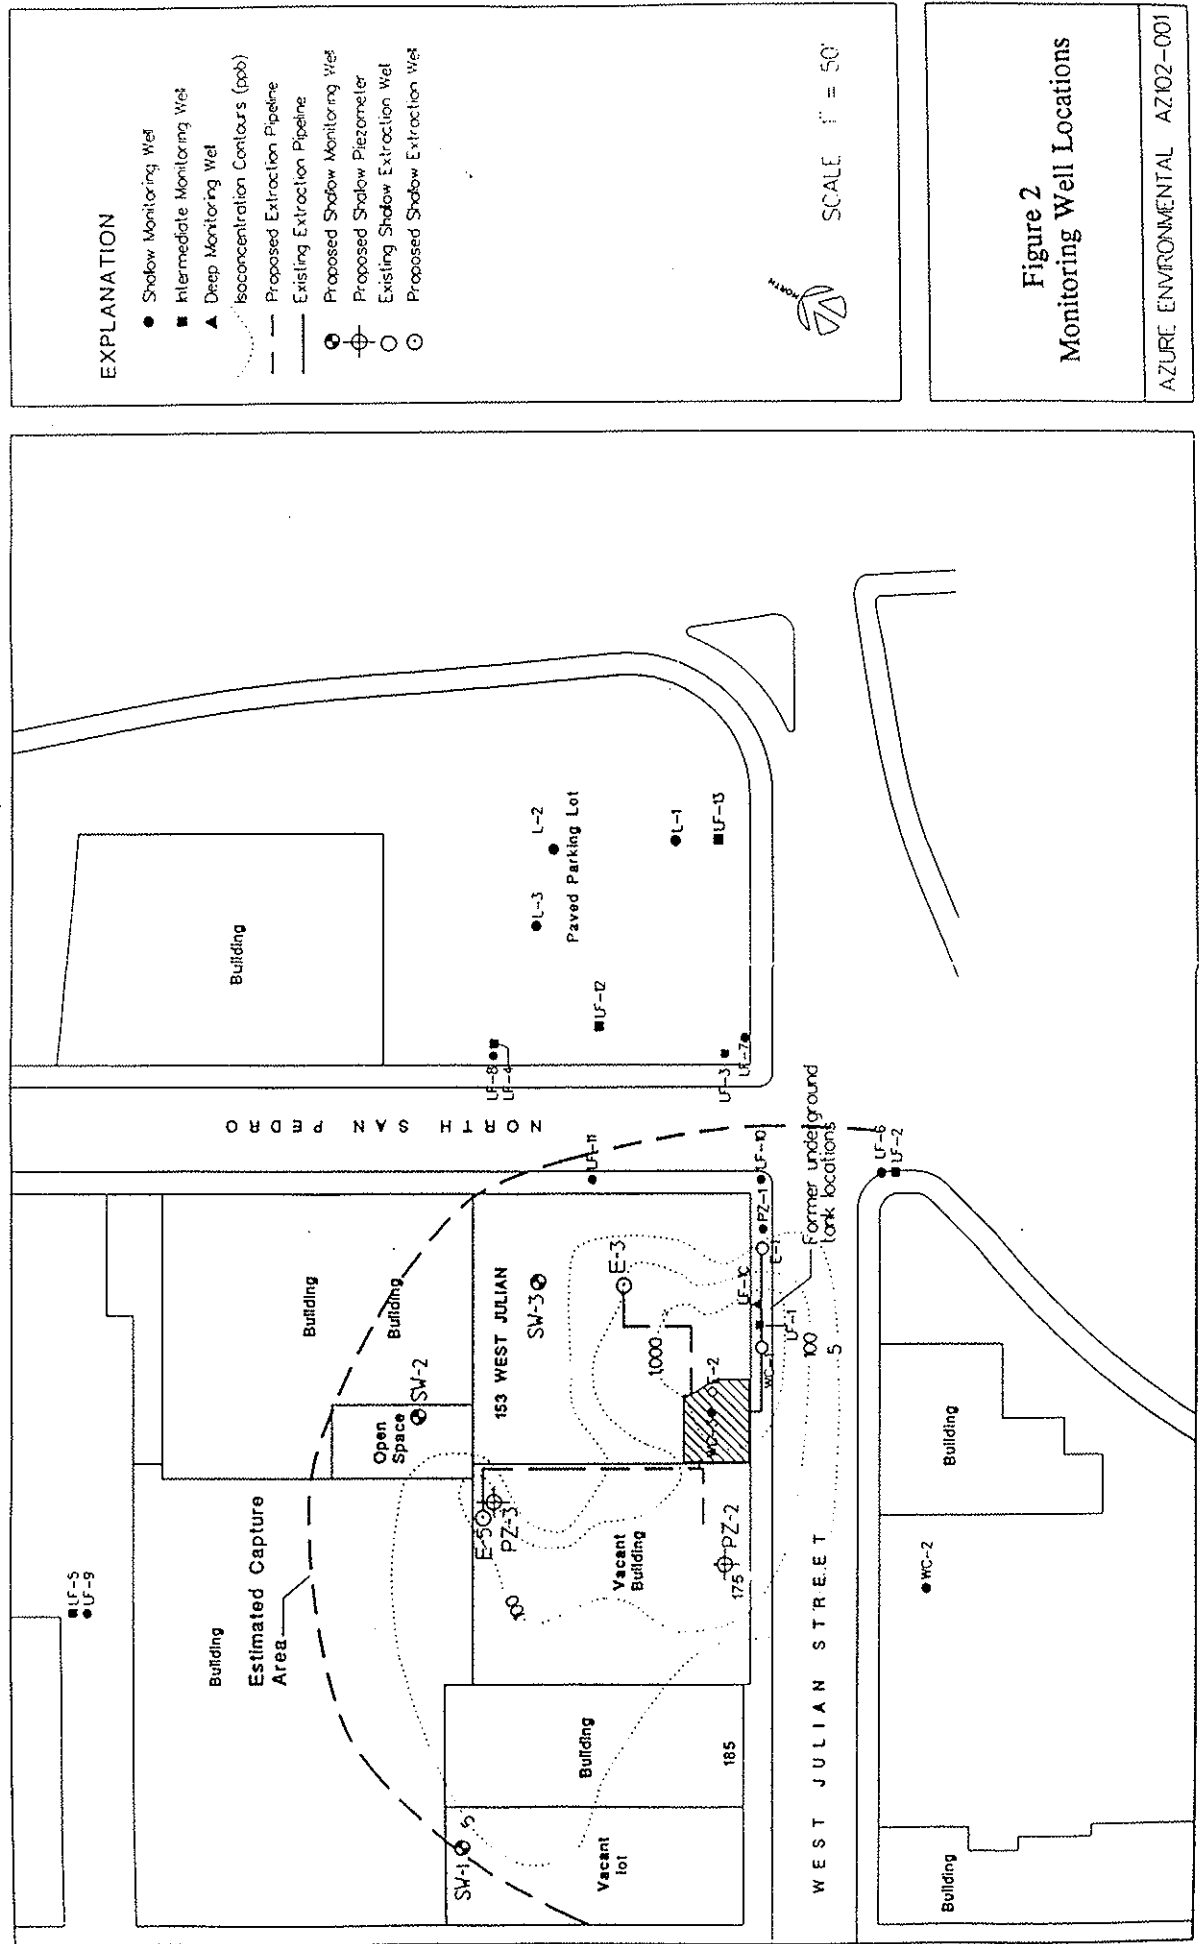 EXPLANATION
Shallow Monitoring Well
Intermediate Monitoring Well
Deep Monitoring Well
Isoconcentration Contours (ppb)
Proposed Extraction Pipeline
Existing Extraction Pipeline
Proposed Shallow Monitoring Well
Proposed Shallow Piezometer
Existing Shallow Extraction Well
Proposed Shallow Extraction Well
NORTH
SCALE 1" = 50'
Figure 2
Monitoring Well Locations
AZURE ENVIRONMENTAL AZ102-001
LF-5
LF-9
Building
Estimated Capture
Area
Building
Building
Building
Open
Space
SW-2
NORTH SAN PEDRO
LF-8
LF-4
L-3
L-2
Paved Parking Lot
LF-12
L-1
LF-13
LF-3
LF-7
SW-1
5
Vacant
lot
Building
185
100
E-5
PZ-3
Vacant
Building
175
PZ-2
153 WEST JULIAN
SW-3
E-3
1,000
LF-11
LF-10
PZ-1
E-1
LF-1C
LF-1
WC-1
WC-3
E-2
Former underground
tank locations
100
5
WEST JULIAN STREET
LF-6
LF-2
WC-2
Building
Building